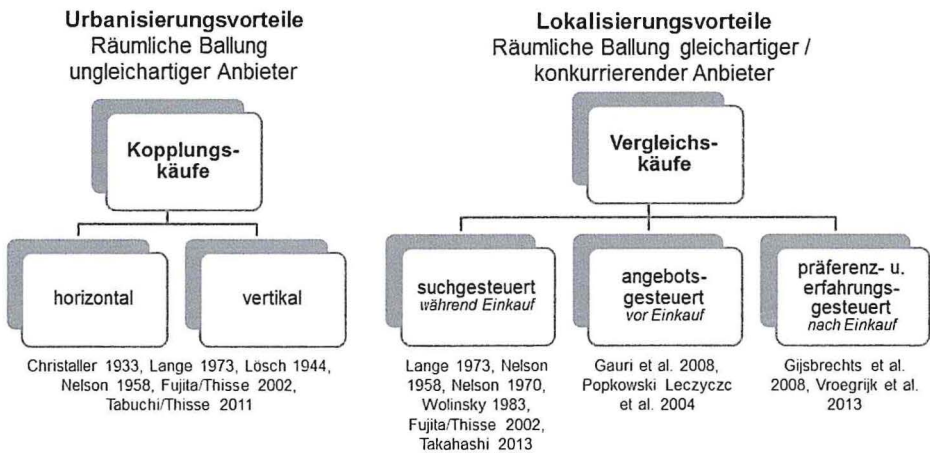 Urbanisierungsvorteile
Räumliche Ballung
ungleichartiger Anbieter
Kopplungs-
käufe
horizontal
vertikal
Christaller 1933, Lange 1973, Lösch 1944,
Nelson 1958, Fujita/Thisse 2002,
Tabuchi/Thisse 2011
Lokalisierungsvorteile
Räumliche Ballung gleichartiger /
konkurrierender Anbieter
Vergleichs-
käufe
suchgesteuert
während Einkauf
angebots-
gesteuert
vor Einkauf
präferenz- u.
erfahrungs-
gesteuert
nach Einkauf
Lange 1973, Nelson
1958, Nelson 1970,
Wolinsky 1983,
Fujita/Thisse 2002,
Takahashi 2013
Gauri et al. 2008,
Popkowski Leczyczc
et al. 2004
Gijsbrechts et al.
2008, Vroegrijk et al.
2013